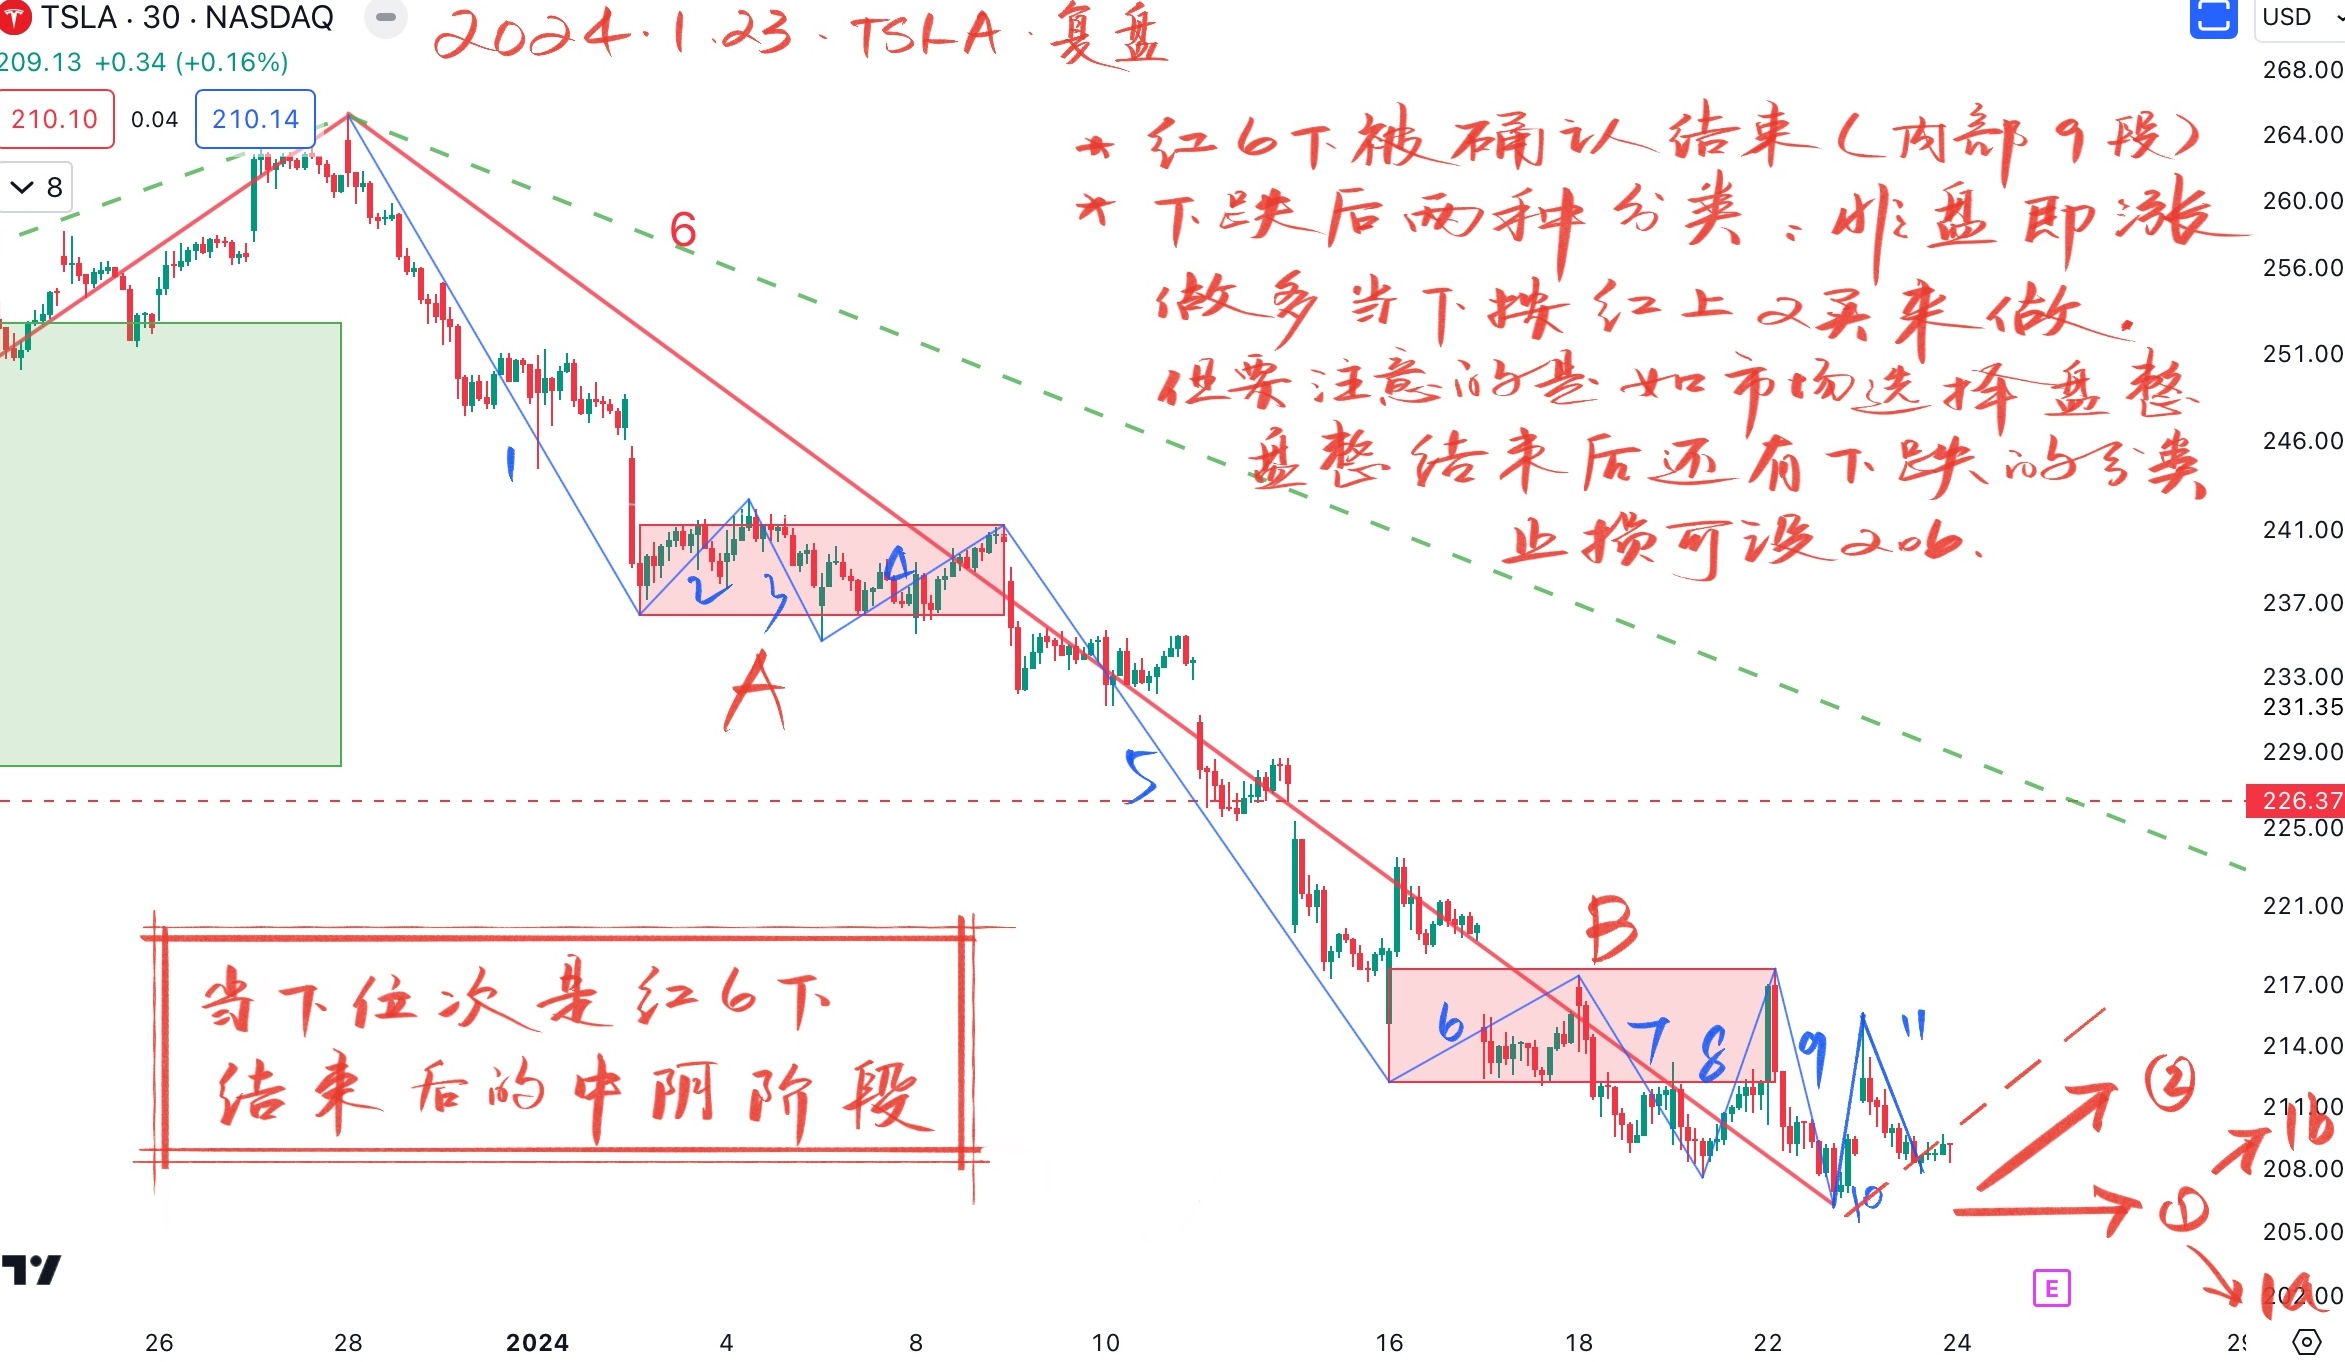 TSLA · 30 · NASDAQ
2024.1.23. TSLA.复盘
USD
209.13 +0.34 (+0.16%)
210.10 0.04 210.14
8
* 红6下被确认结束(内部9段)
* 下跌后两种分类:非盘即涨
做多当下按红上2买来做.
但要注意的是如市场选择盘整
盘整结束后还有下跌的分类
止损可设206.
6
1
2
3
4
A
5
B
6
7
8
9
10
11
②
1b
①
1a
当下位次是红6下
结束后的中阴阶段
268.00
264.00
260.00
256.00
251.00
246.00
241.00
237.00
233.00
231.35
229.00
226.37
225.00
221.00
217.00
214.00
211.00
208.00
205.00
202.00
E
26 28 2024 4 8 10 16 18 22 24